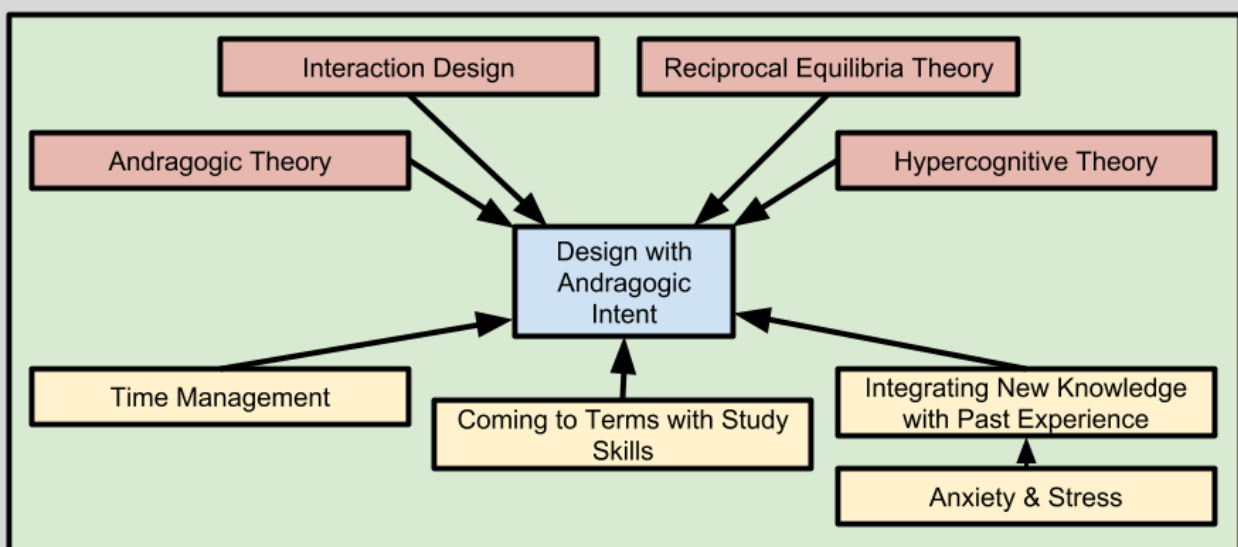 Interaction Design
Reciprocal Equilibria Theory
Andragogic Theory
Hypercognitive Theory
Design with
Andragogic
Intent
Time Management
Coming to Terms with Study
Skills
Integrating New Knowledge
with Past Experience
Anxiety & Stress